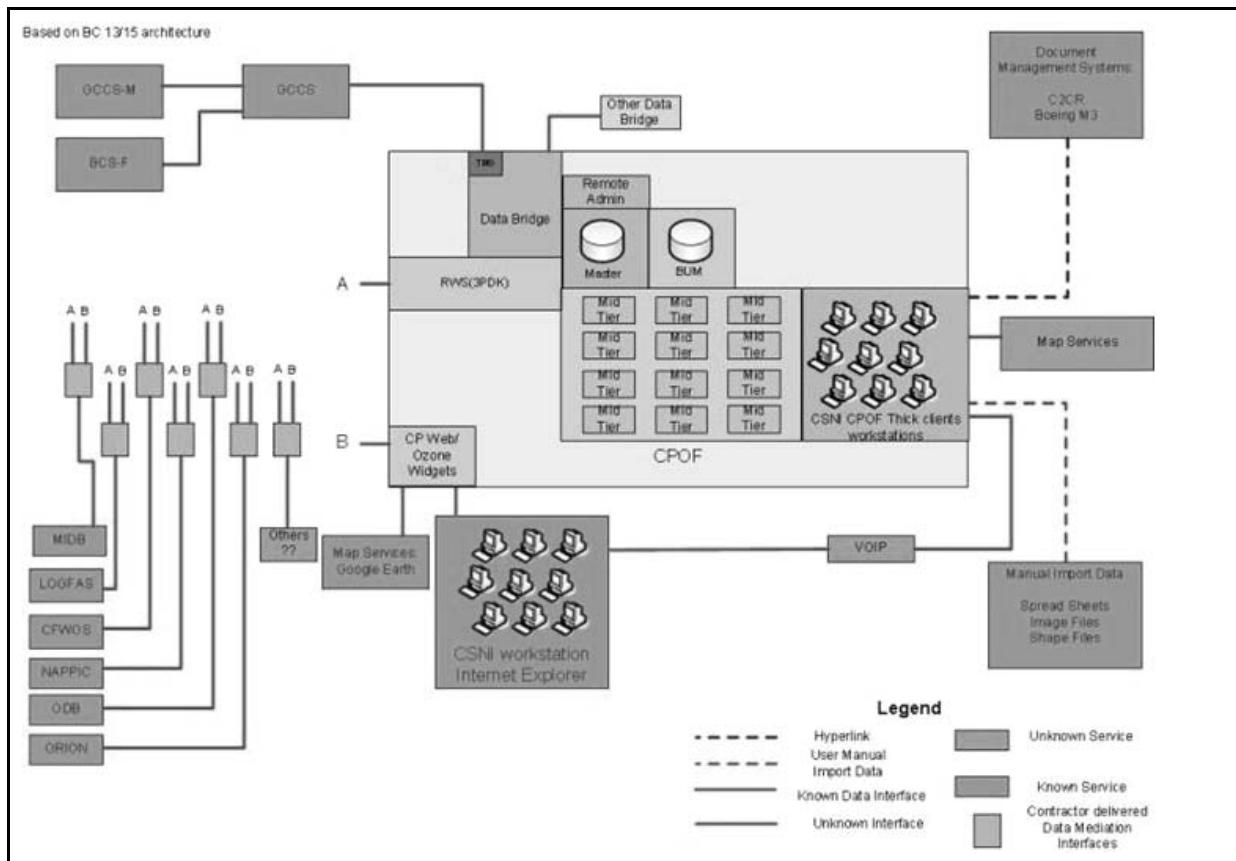 Based on BC 13/15 architecture
GCCS-M
GCCS
BCS-F
Other Data
Bridge
Document
Management Systems:
C2CR
Boeing M3
TMS
Data Bridge
Remote
Admin
Master
BUM
A
RWS(3PDK)
Mid
Tier
Mid
Tier
Mid
Tier
Mid
Tier
Mid
Tier
Mid
Tier
Mid
Tier
Mid
Tier
Mid
Tier
Mid
Tier
Mid
Tier
Mid
Tier
CSNI CPOF Thick clients
workstations
Map Services
CPOF
B
CP Web/
Ozone
Widgets
A B
A B
A B
A B
A B
A B
A B
MIDB
LOGFAS
CFWOS
NAPPIC
ODB
ORION
Others
??
Map Services:
Google Earth
CSNI workstation
Internet Explorer
VOIP
Manual Import Data
Spread Sheets
Image Files
Shape Files
Legend
Hyperlink
User Manual
Import Data
Known Data Interface
Unknown Interface
Unknown Service
Known Service
Contractor delivered
Data Mediation
Interfaces